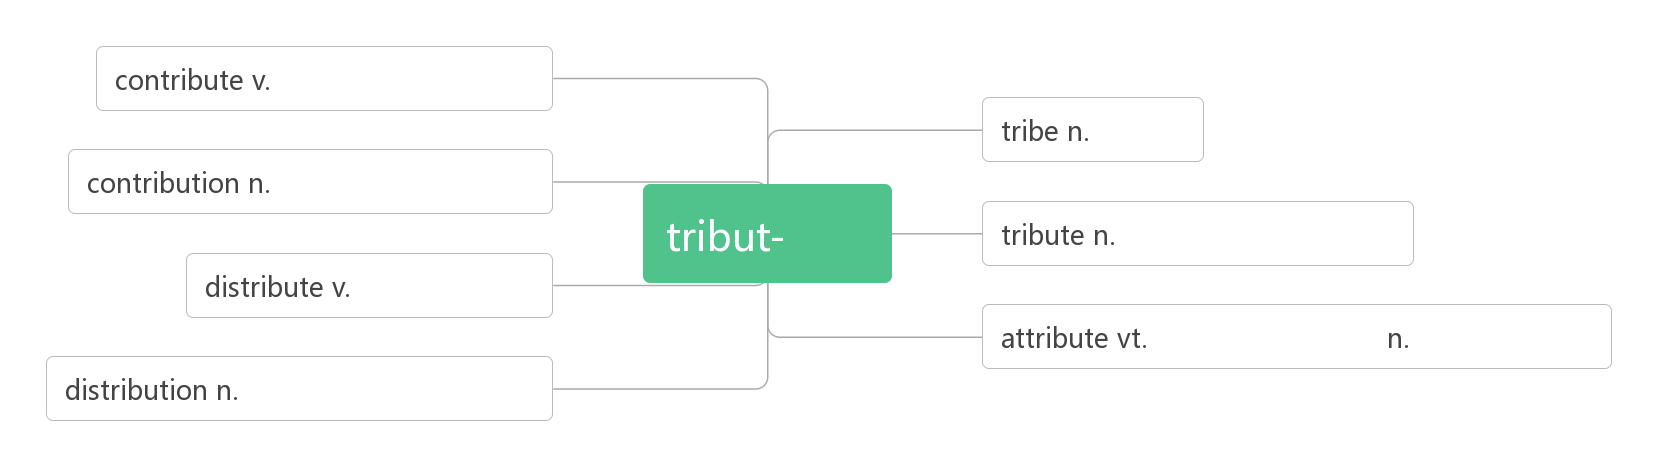 contribute v.
contribution n.
distribute v.
distribution n.
tribut-
tribe n.
tribute n.
attribute vt. n.